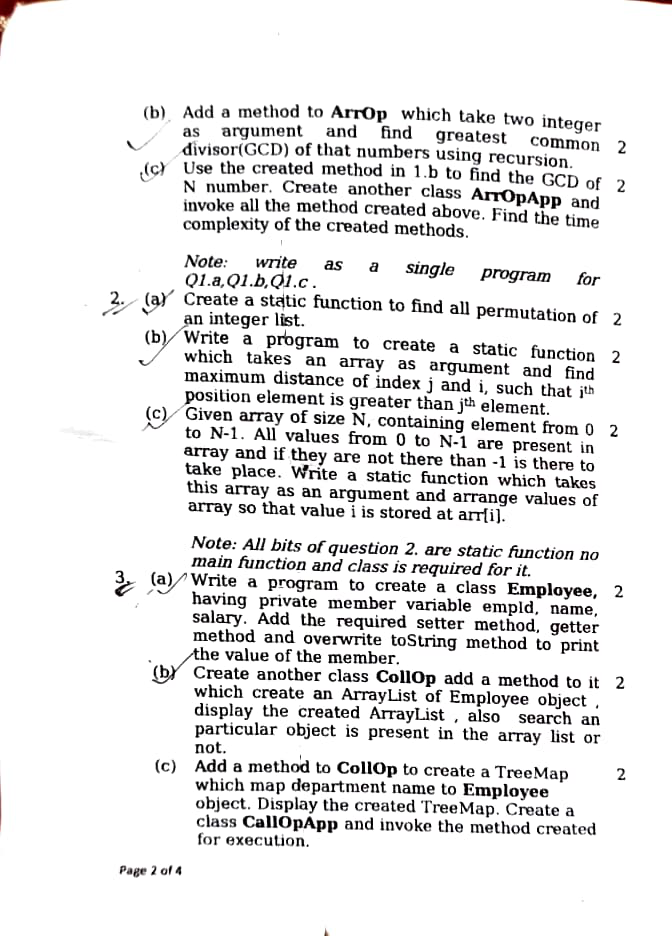 (b) Add a method to ArrOp which take two integer
as argument and find greatest common 2
divisor(GCD) of that numbers using recursion.
(c) Use the created method in 1.b to find the GCD of 2
N number. Create another class ArrOpApp and
invoke all the method created above. Find the time
complexity of the created methods.
Note: write as a single program for
Q1.a,Q1.b,Q1.c.
2. (a) Create a static function to find all permutation of 2
an integer list.
(b) Write a program to create a static function 2
which takes an array as argument and find
maximum distance of index j and i, such that ith
position element is greater than jth element.
(c) Given array of size N, containing element from 0 2
to N-1. All values from 0 to N-1 are present in
array and if they are not there than -1 is there to
take place. Write a static function which takes
this array as an argument and arrange values of
array so that value i is stored at arr[i].
Note: All bits of question 2. are static function no
main function and class is required for it.
3. (a) Write a program to create a class Employee, 2
having private member variable empId, name,
salary. Add the required setter method, getter
method and overwrite toString method to print
the value of the member.
(b) Create another class CollOp add a method to it 2
which create an ArrayList of Employee object ,
display the created ArrayList , also search an
particular object is present in the array list or
not.
(c) Add a method to CollOp to create a TreeMap 2
which map department name to Employee
object. Display the created TreeMap. Create a
class CallOpApp and invoke the method created
for execution.
Page 2 of 4